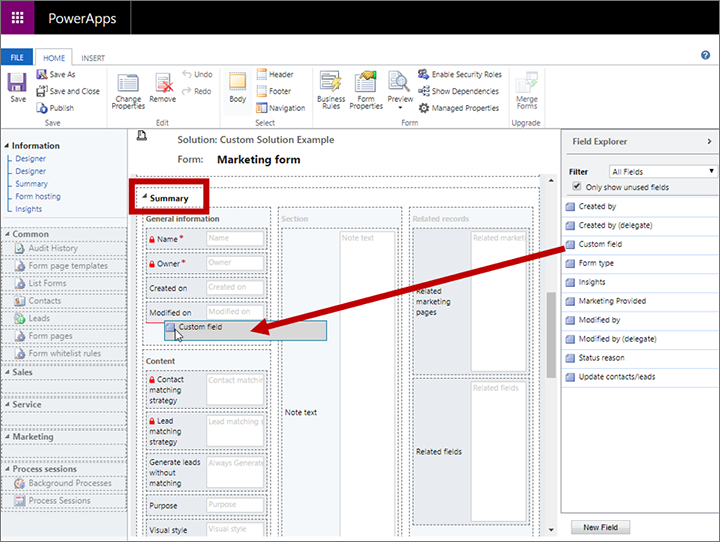 PowerApps
FILE
HOME
INSERT
Save
Save As
Save and Close
Publish
Save
Change
Properties
Remove
Undo
Redo
Edit
Body
Header
Footer
Navigation
Select
Business
Rules
Form
Properties
Preview
Enable Security Roles
Show Dependencies
Managed Properties
Form
Merge
Forms
Upgrade
Information
Designer
Designer
Summary
Form hosting
Insights
Common
Audit History
Form page templates
List Forms
Contacts
Leads
Form pages
Form whitelist rules
Sales
Service
Marketing
Process sessions
Background Processes
Process Sessions
Solution: Custom Solution Example
Form: Marketing form
Summary
General information
Name *
Name
Owner *
Owner
Created on
Created on
Modified on
Modified on
Custom field
Content
Contact
matching
strategy
Contact matchin
Lead
matching
strategy
Lead matching s
Generate leads
without
matching
Always Generate
Purpose
Purpose
Visual style
Visual style
Section
Note text
Note text
Related records
Related market
Related
marketing
pages
Related fields
Related fields
Field Explorer
Filter
All Fields
Only show unused fields
Created by
Created by (delegate)
Custom field
Form type
Insights
Marketing Provided
Modified by
Modified by (delegate)
Status reason
Update contacts/leads
New Field